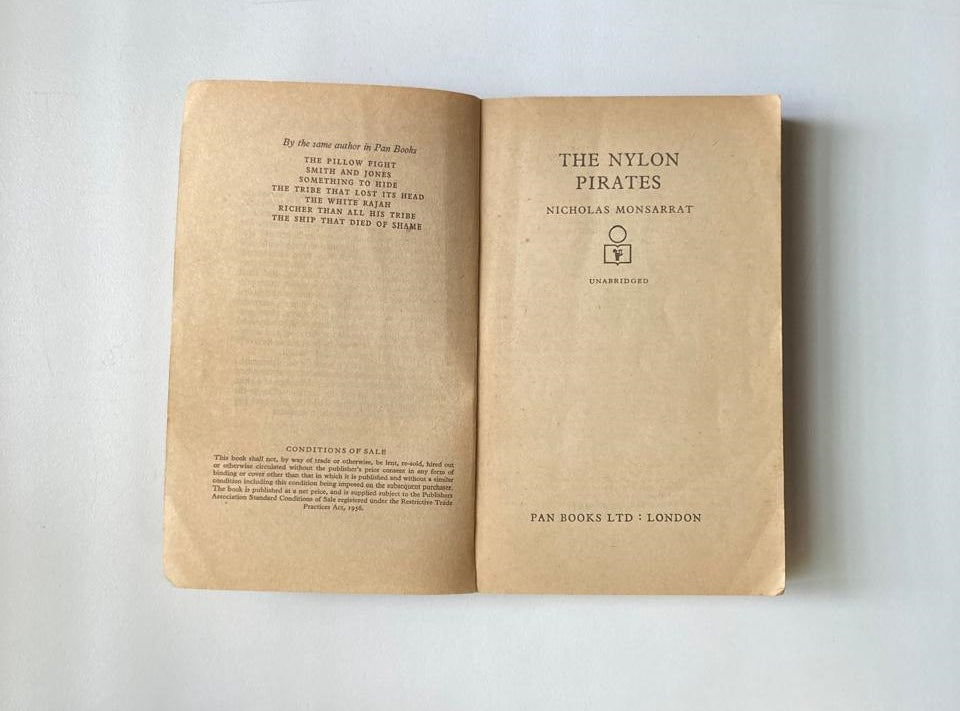 By the same author in Pan Books
THE PILLOW FIGHT
SMITH AND JONES
SOMETHING TO HIDE
THE TRIBE THAT LOST ITS HEAD
THE WHITE RAJAH
RICHER THAN ALL HIS TRIBE
THE SHIP THAT DIED OF SHAME
CONDITIONS OF SALE
This book shall not, by way of trade or otherwise, be lent, re-sold, hired out
or otherwise circulated without the publisher's prior consent in any form of
binding or cover other than that in which it is published and without a similar
condition including this condition being imposed on the subsequent purchaser.
The book is published at a net price, and is supplied subject to the Publishers
Association Standard Conditions of Sale registered under the Restrictive Trade
Practices Act, 1956.
THE NYLON
PIRATES
NICHOLAS MONSARRAT
UNABRIDGED
PAN BOOKS LTD : LONDON